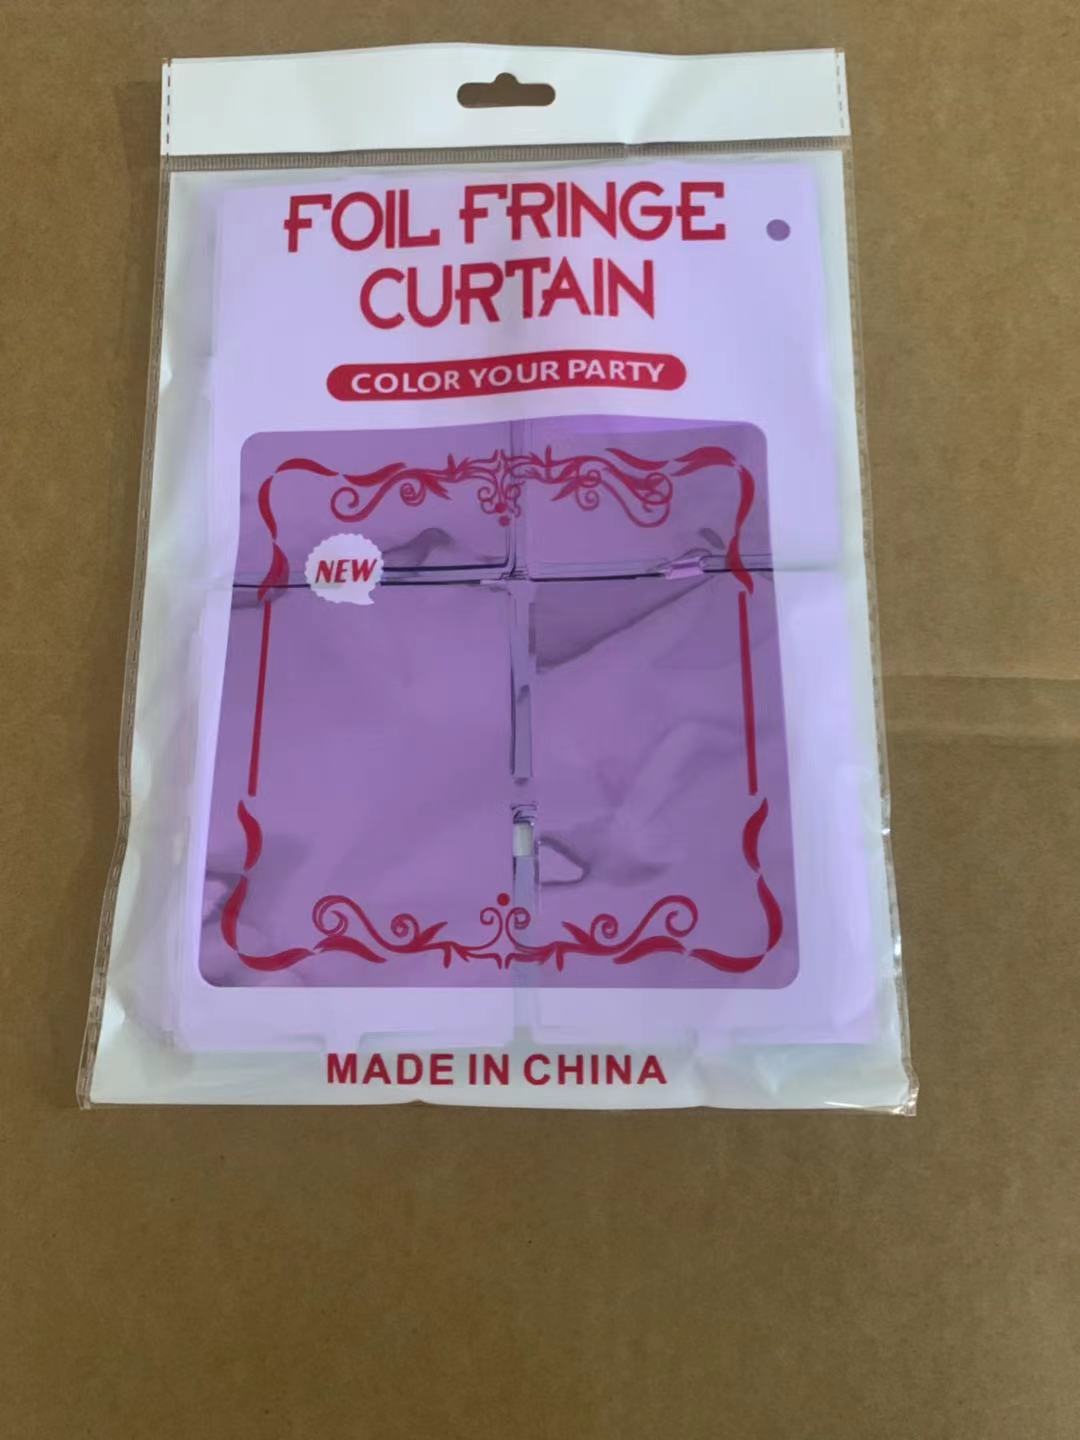 FOIL FRINGE
CURTAIN
COLOR YOUR PARTY
NEW
MADE IN CHINA